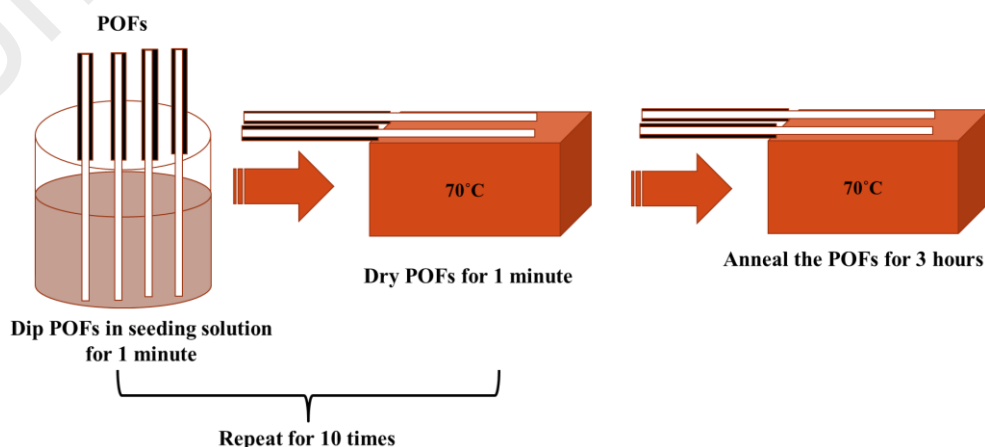 POFs
70°C
70°C
Dry POFs for 1 minute
Anneal the POFs for 3 hours
Dip POFs in seeding solution
for 1 minute
Repeat for 10 times